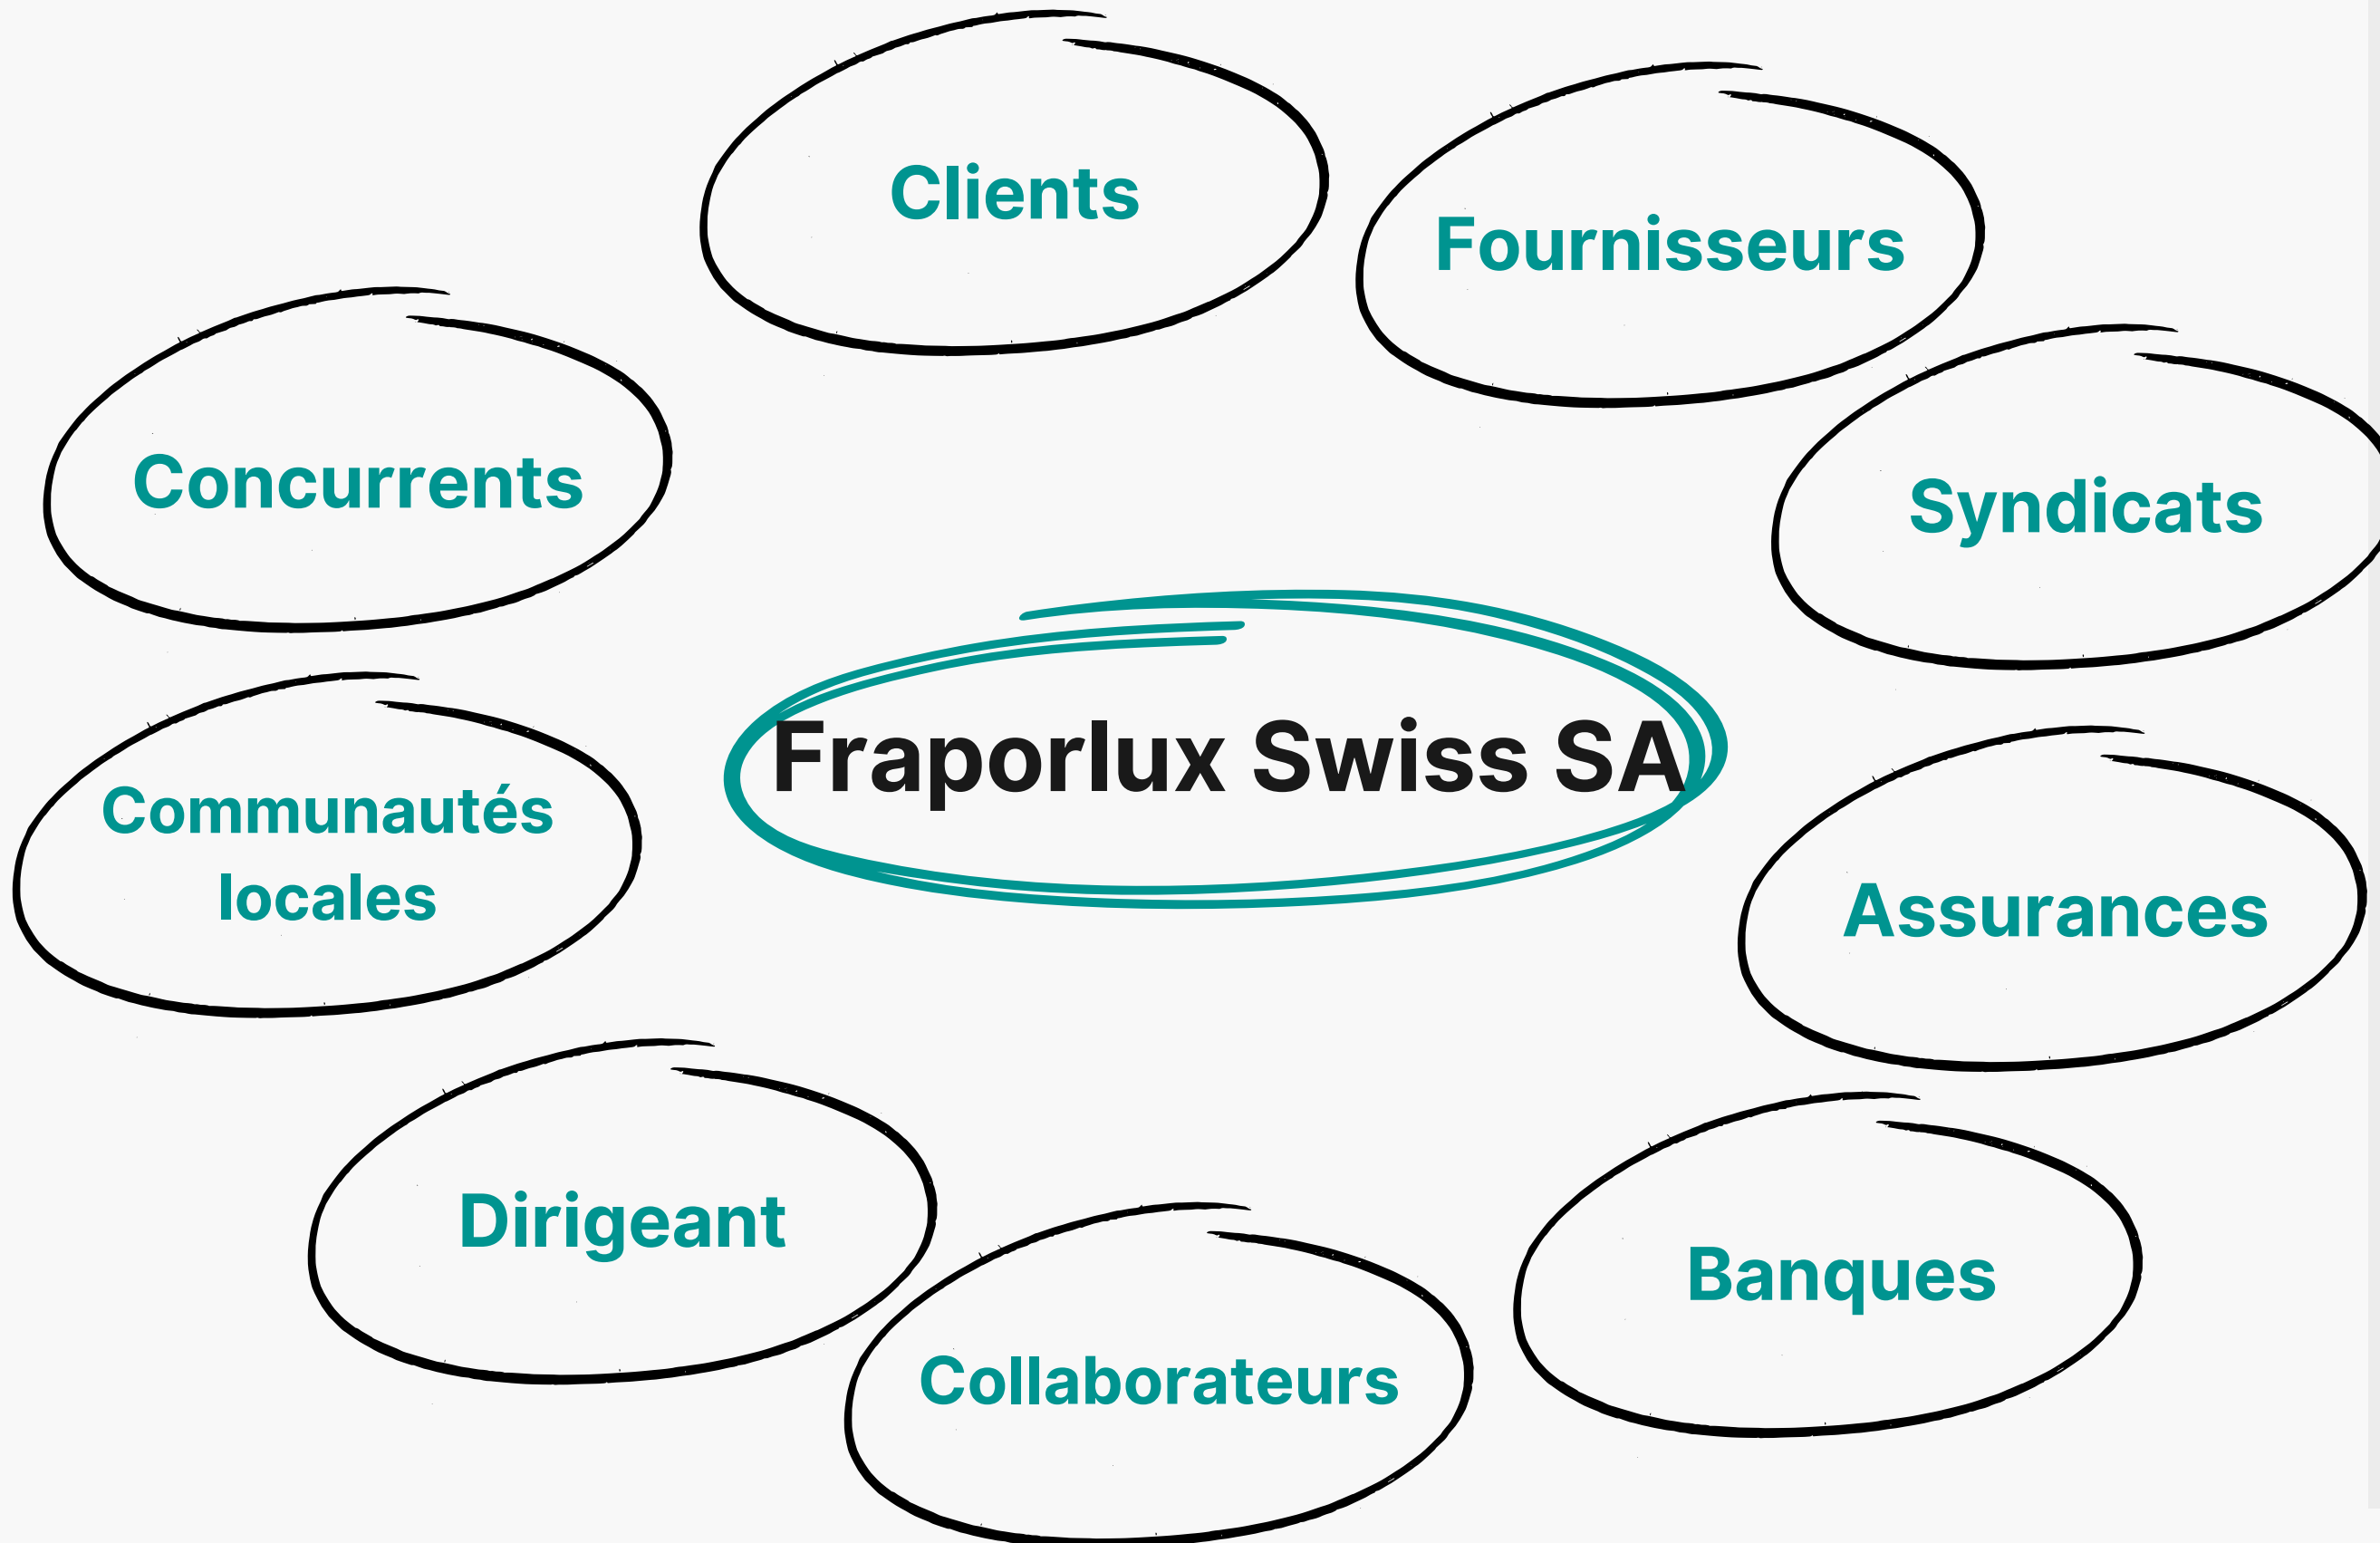 Clients
Fournisseurs
Concurrents
Syndicats
Fraporlux Swiss SA
Communautés
locales
Assurances
Dirigeant
Banques
Collaborateurs